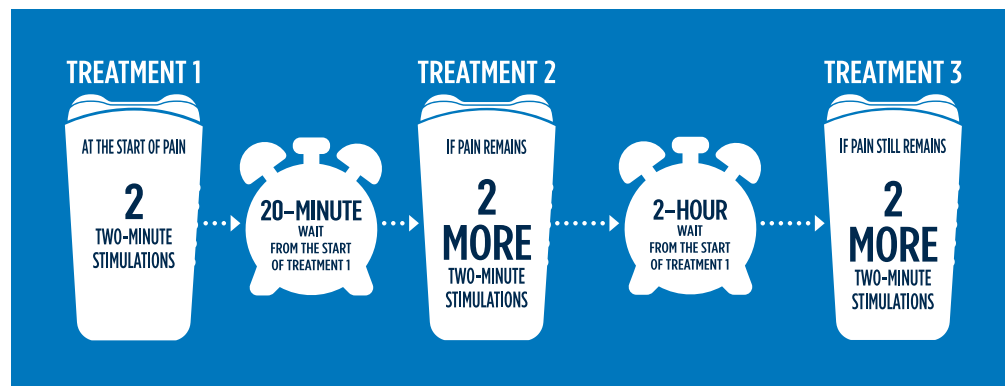 TREATMENT 1
AT THE START OF PAIN
2
TWO-MINUTE
STIMULATIONS
20-MINUTE
WAIT
FROM THE START
OF TREATMENT 1
TREATMENT 2
IF PAIN REMAINS
2
MORE
TWO-MINUTE
STIMULATIONS
2-HOUR
WAIT
FROM THE START
OF TREATMENT 1
TREATMENT 3
IF PAIN STILL REMAINS
2
MORE
TWO-MINUTE
STIMULATIONS